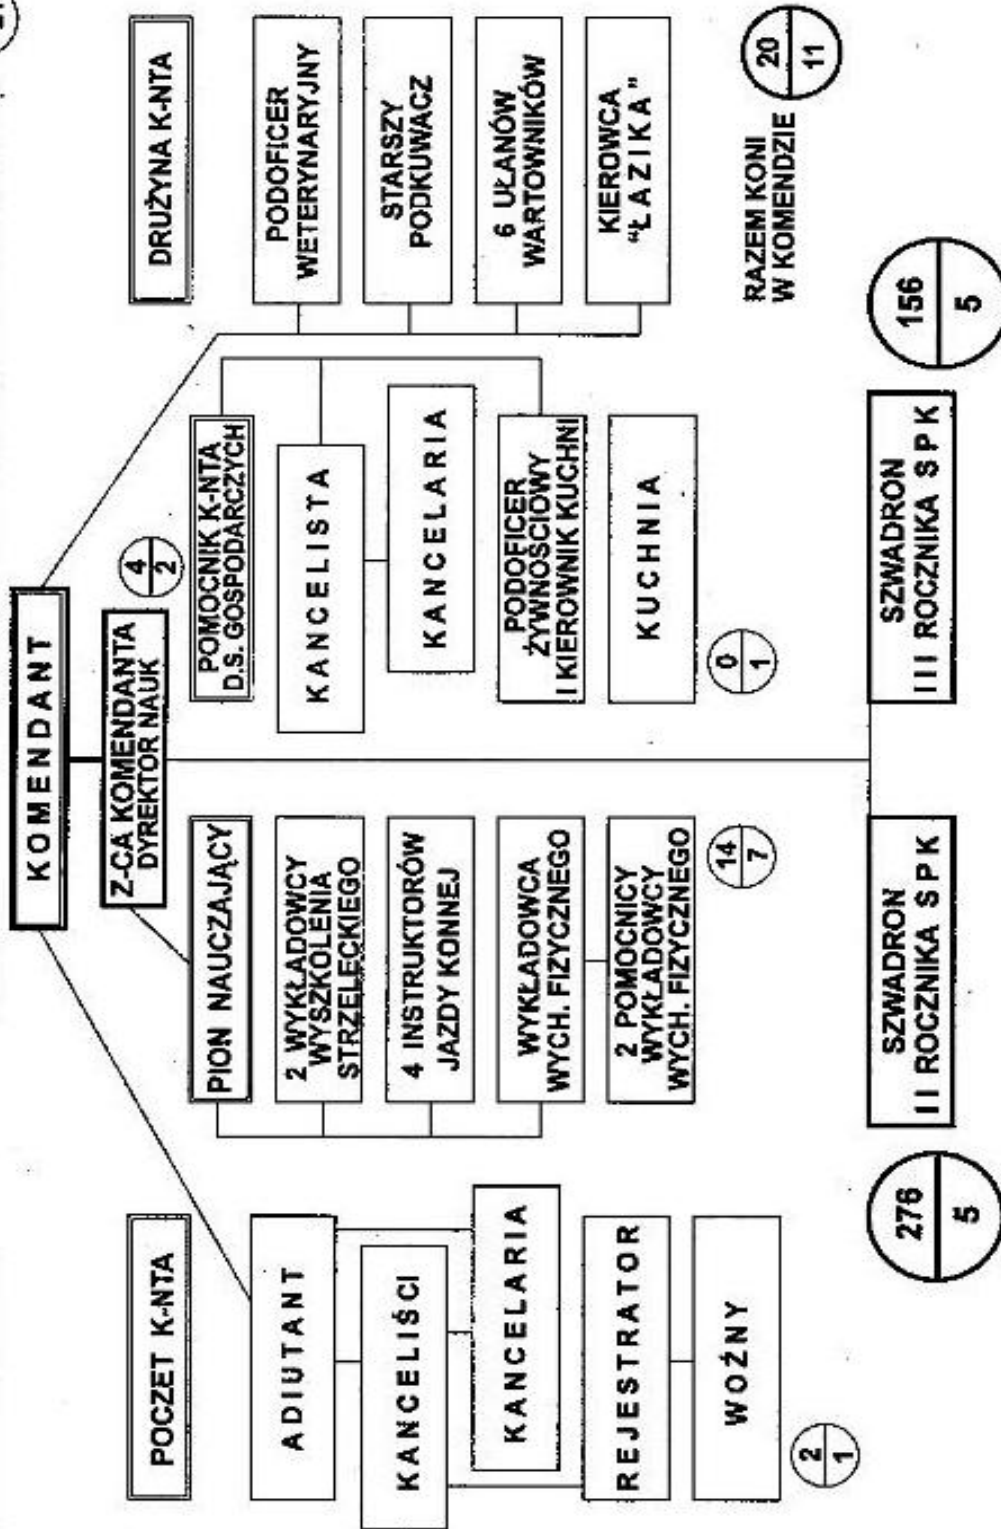 KOMENDANT
Z-CA KOMENDANTA
DYREKTOR NAUK
4
2
POCZET K-NTA
ADIUTANT
KANCELIŚCI
KANCELARIA
REJESTRATOR
WOŹNY
2
1
PION NAUCZAJĄCY
2 WYKŁADOWCY
WYSZKOLENIA
STRZELECKIEGO
4 INSTRUKTORÓW
JAZDY KONNEJ
WYKŁADOWCA
WYCH. FIZYCZNEGO
2 POMOCNICY
WYKŁADOWCY
WYCH. FIZYCZNEGO
14
7
POMOCNIK K-NTA
D.S. GOSPODARCZYCH
KANCELISTA
KANCELARIA
PODOFICER
ŻYWNOŚCIOWY
I KIEROWNIK KUCHNI
KUCHNIA
0
1
DRUŻYNA K-NTA
PODOFICER
WETERYNARYJNY
STARSZY
PODKUWACZ
6 UŁANÓW
WARTOWNIKÓW
KIEROWCA
"ŁAZIKA"
RAZEM KONI
W KOMENDZIE
20
11
276
5
SZWADRON
II ROCZNIKA S P K
SZWADRON
III ROCZNIKA S P K
156
5